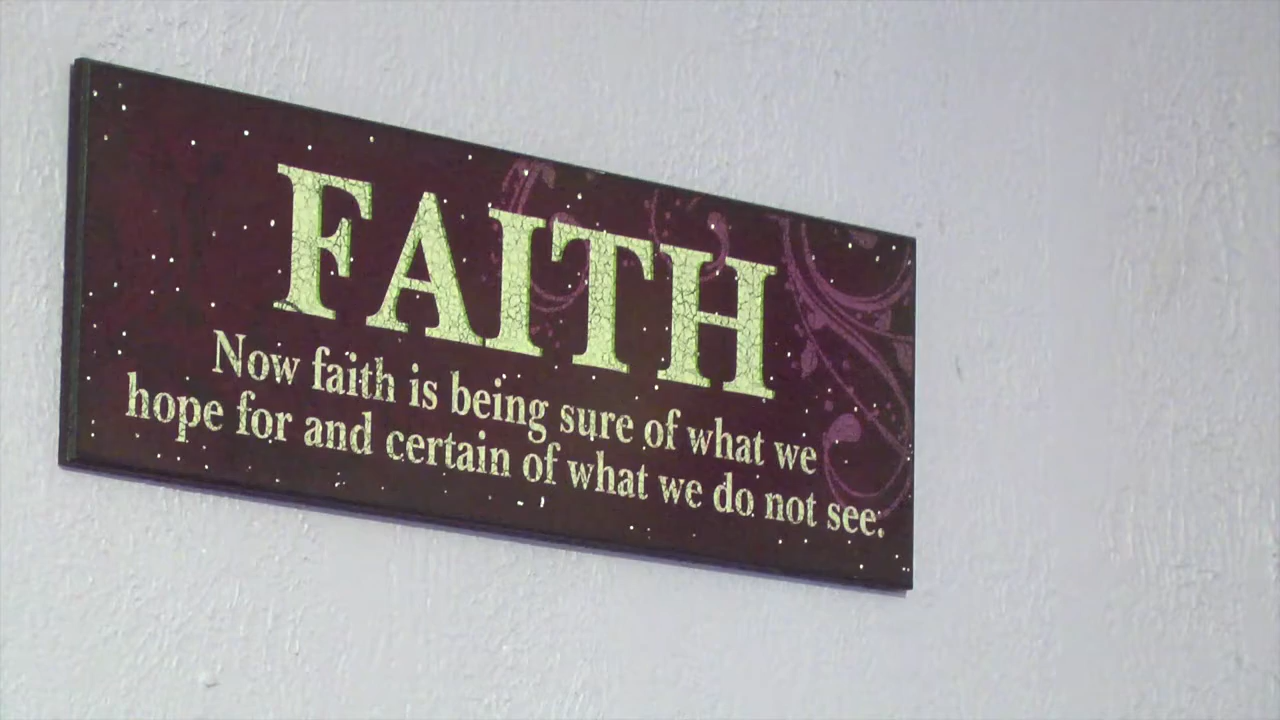 FAITH
Now faith is being sure of what we
hope for and certain of what we do not see.